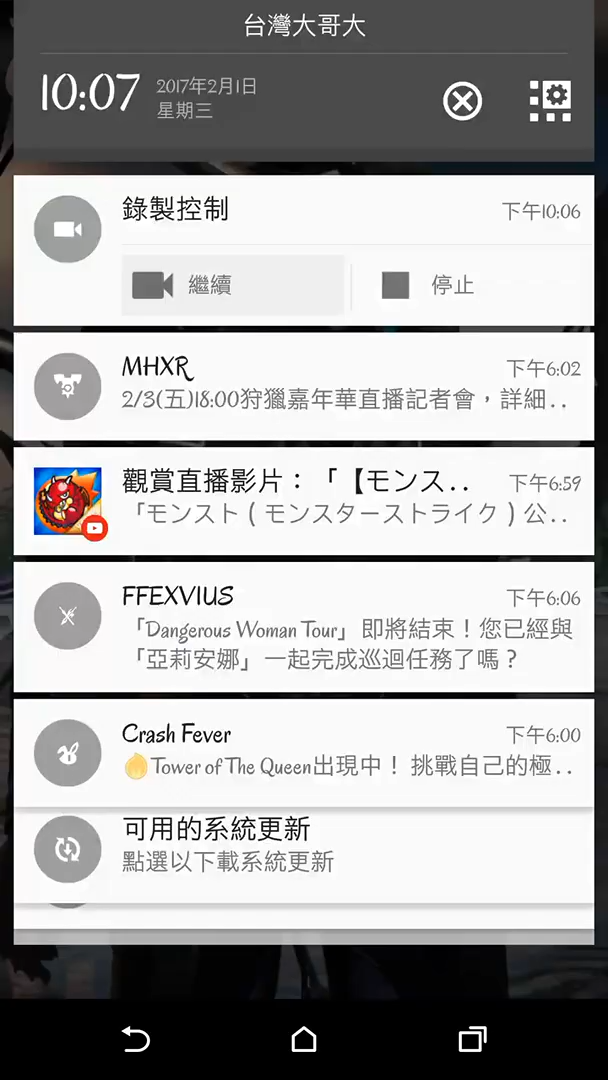 台灣大哥大
10:07
2017年2月1日
星期三
錄製控制
下午10:06
繼續
停止
MHXR
下午6:02
2/3(五)18:00狩獵嘉年華直播記者會，詳細..
觀賞直播影片：「【モンス..
下午6:59
「モンスト ( モンスターストライク ) 公..
FFEXVIUS
下午6:06
「Dangerous Woman Tour」即將結束！您已經與
「亞莉安娜」一起完成巡迴任務了嗎？
Crash Fever
下午6:00
Tower of The Queen出現中！ 挑戰自己的極..
可用的系統更新
點選以下載系統更新